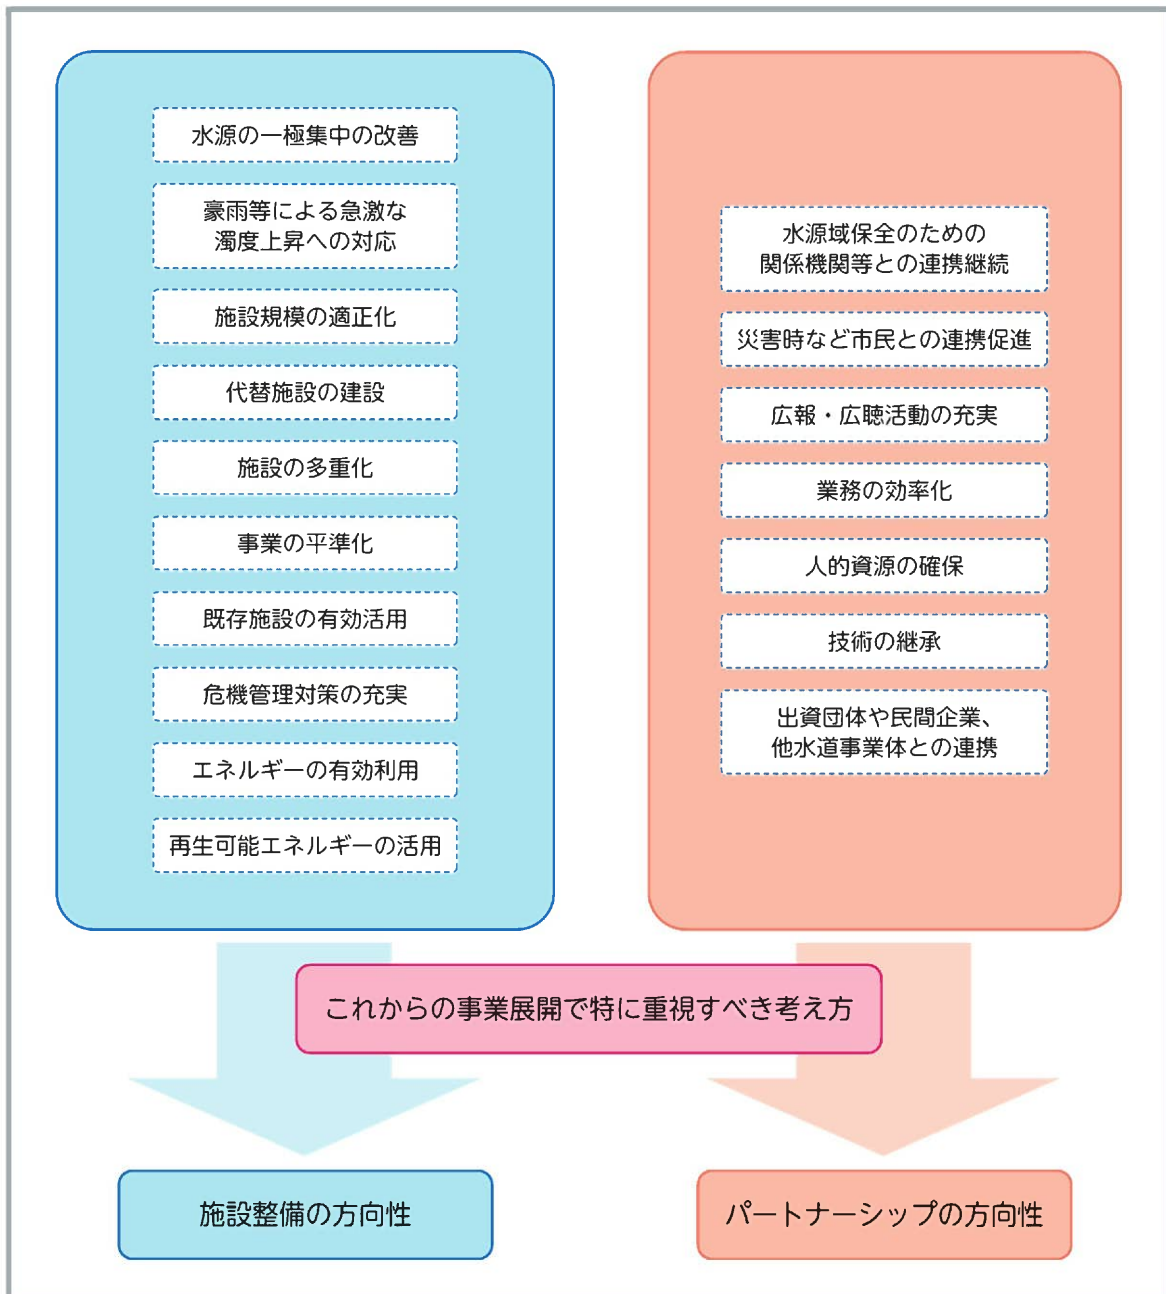 水源の一極集中の改善
豪雨等による急激な
濁度上昇への対応
施設規模の適正化
代替施設の建設
施設の多重化
事業の平準化
既存施設の有効活用
危機管理対策の充実
エネルギーの有効利用
再生可能エネルギーの活用
水源域保全のための
関係機関等との連携継続
災害時など市民との連携促進
広報・広聴活動の充実
業務の効率化
人的資源の確保
技術の継承
出資団体や民間企業、
他水道事業体との連携
これからの事業展開で特に重視すべき考え方
施設整備の方向性
パートナーシップの方向性